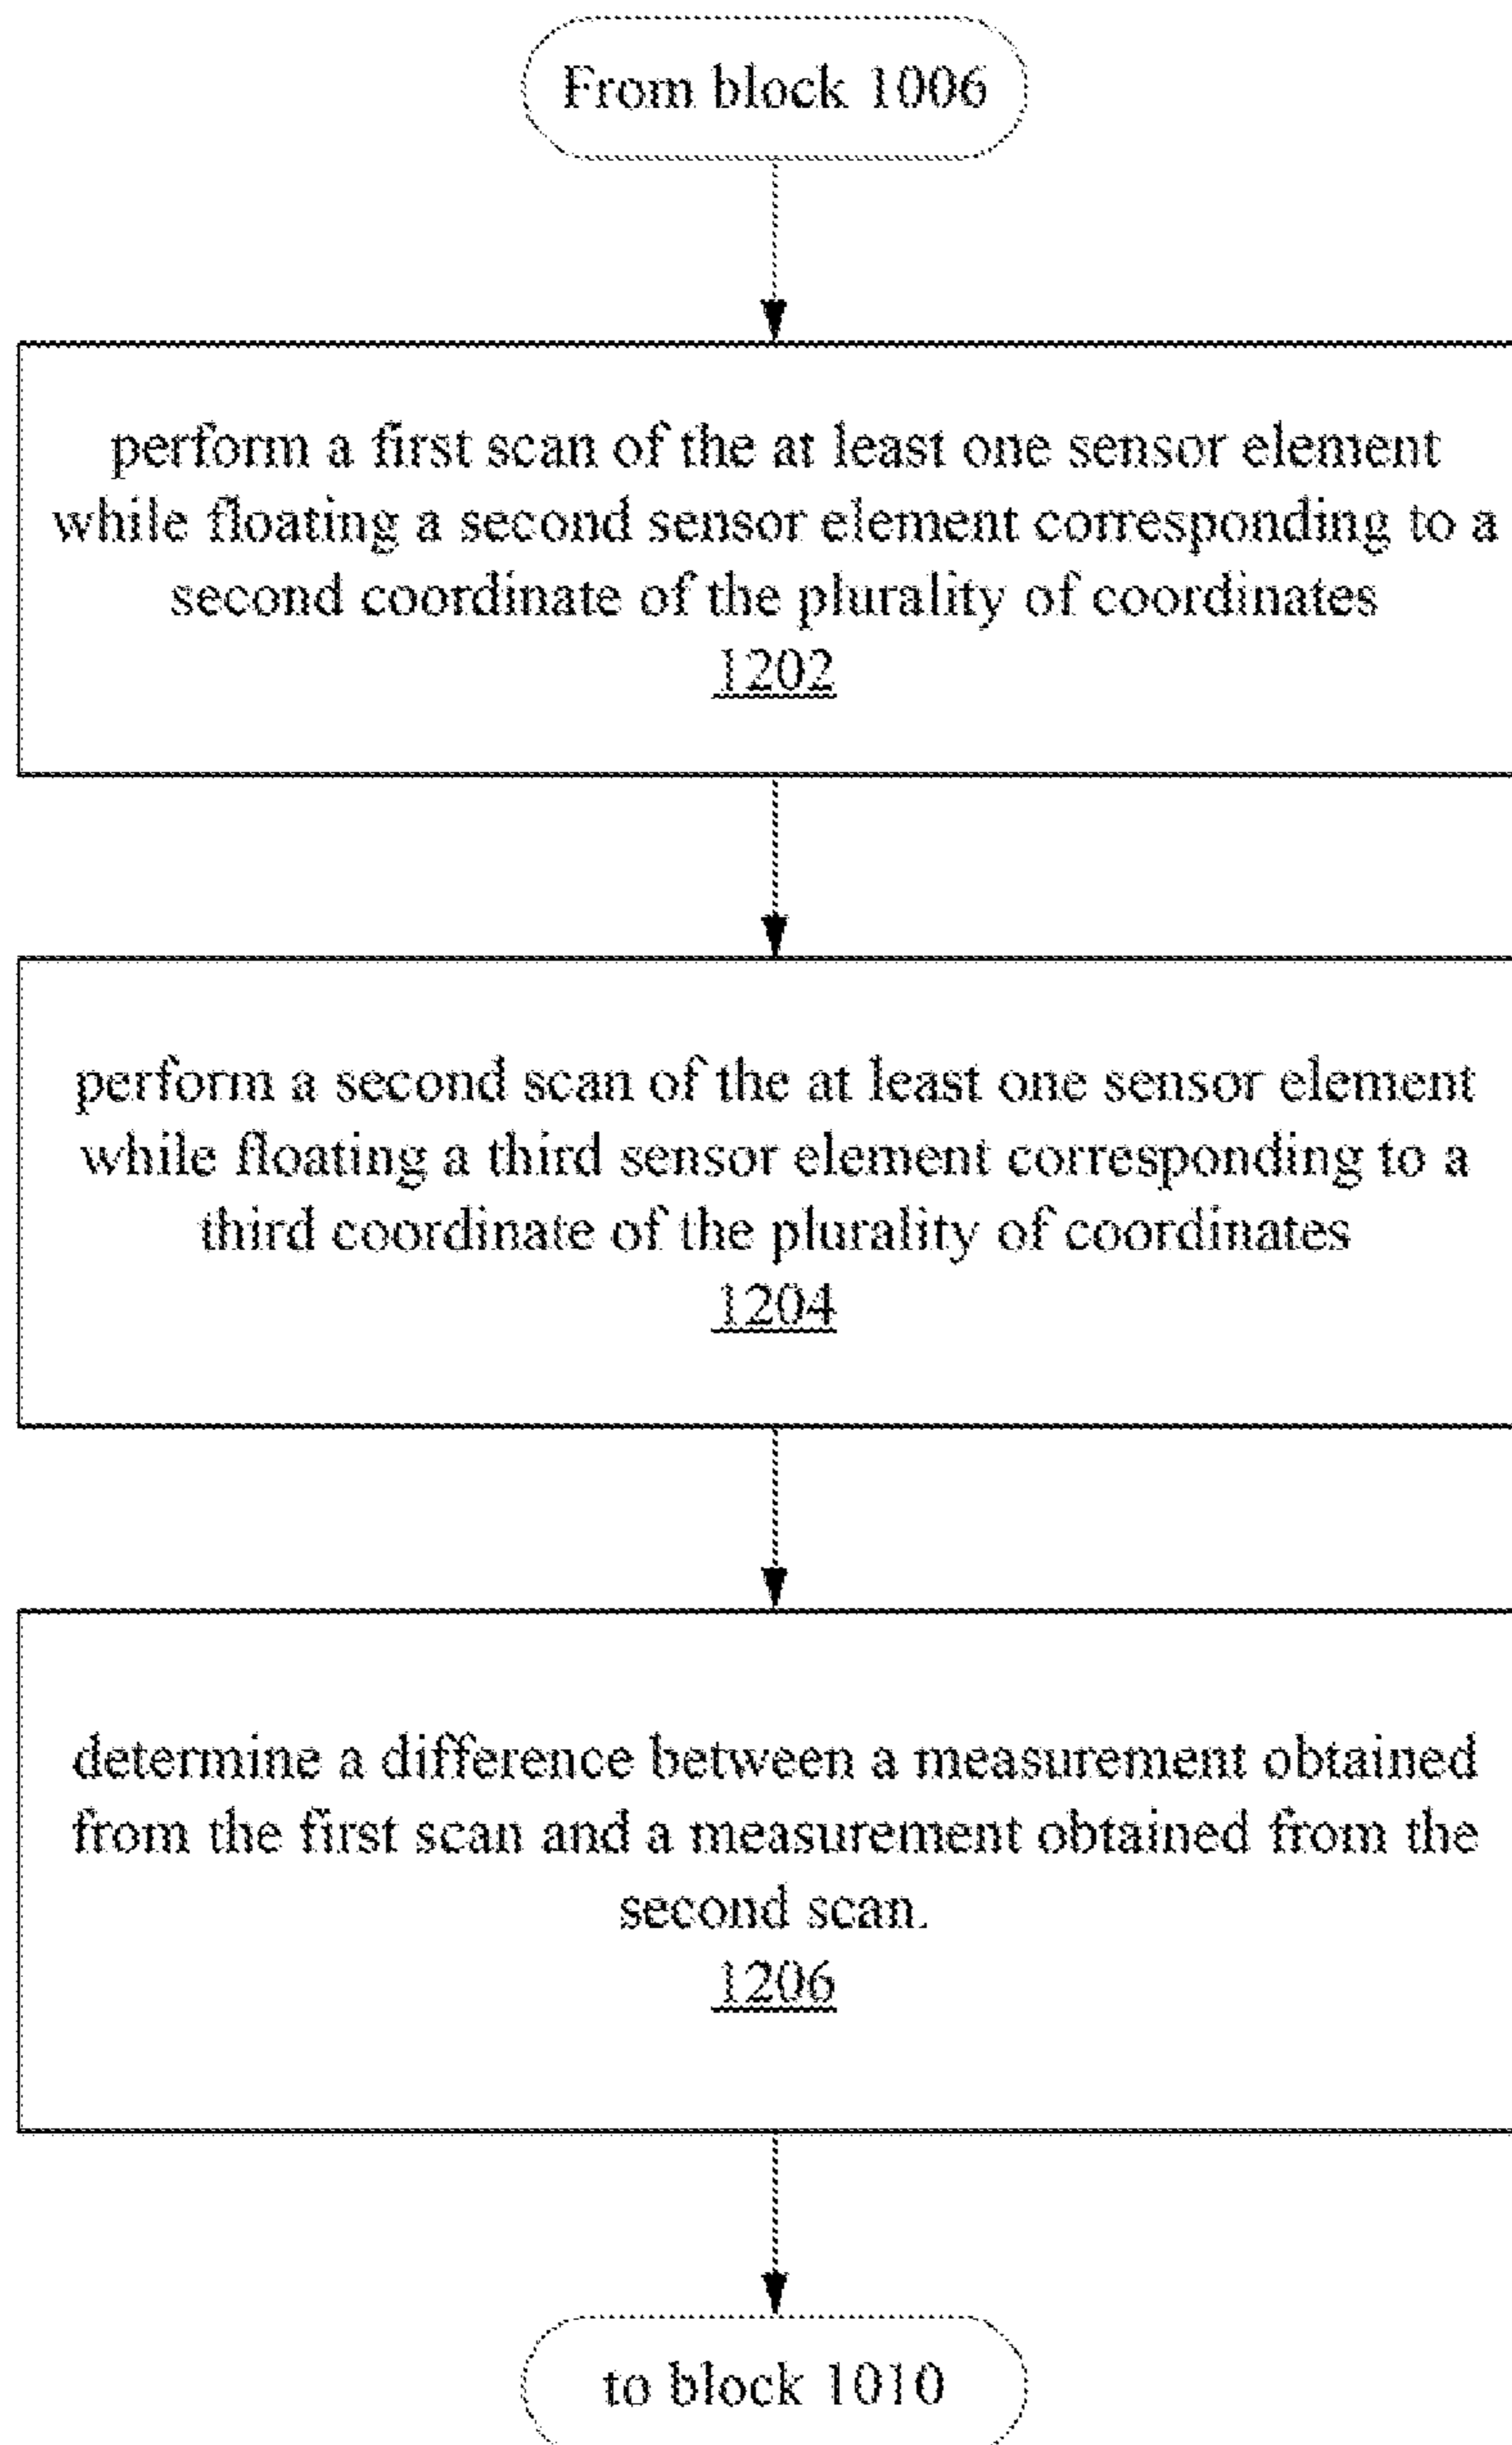 From block 1006
perform a first scan of the at least one sensor element
while floating a second sensor element corresponding to a
second coordinate of the plurality of coordinates
1202
perform a second scan of the at least one sensor element
while floating a third sensor element corresponding to a
third coordinate of the plurality of coordinates
1204
determine a difference between a measurement obtained
from the first scan and a measurement obtained from the
second scan.
1206
to block 1010